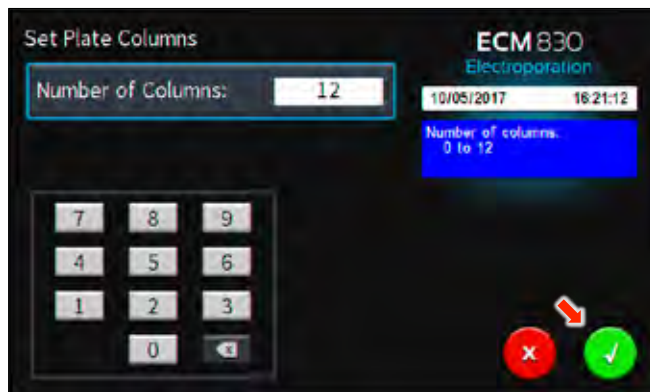 Set Plate Columns
Number of Columns: 12
7 8 9
4 5 6
1 2 3
0 x
ECM 830
Electroporation
10/05/2017 16:21:12
Number of columns:
0 to 12
x